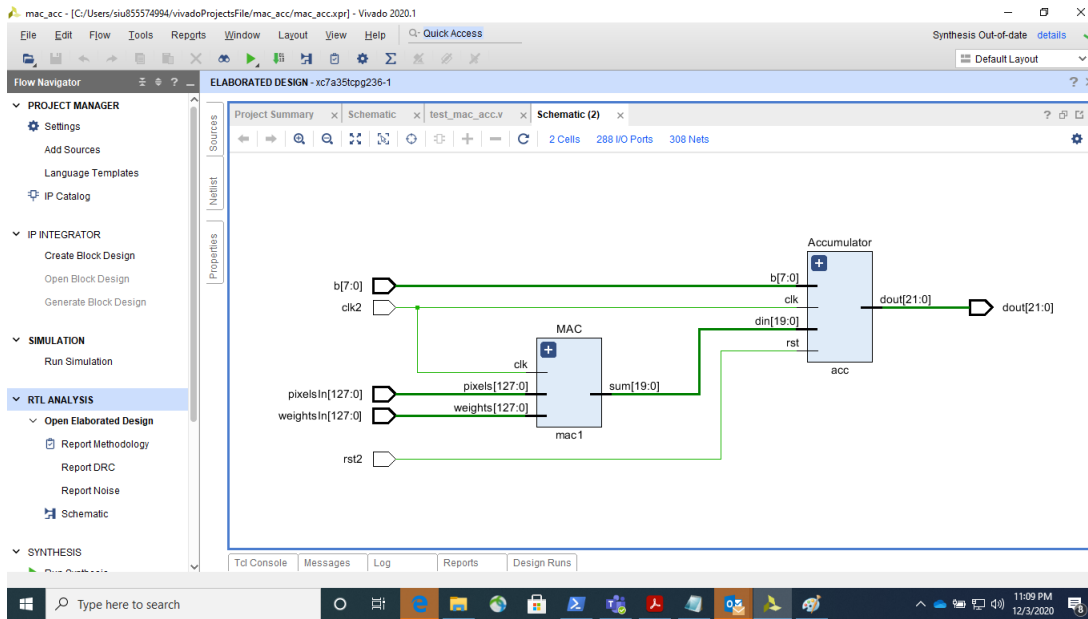 mac_acc - [C:/Users/siu855574994/vivadoProjectsFile/mac_acc/mac_acc.xpr] - Vivado 2020.1
File Edit Flow Tools Reports Window Layout View Help Quick Access
Synthesis Out-of-date details
Default Layout
Flow Navigator
ELABORATED DESIGN - xc7a35tcpg236-1
PROJECT MANAGER
Settings
Add Sources
Language Templates
IP Catalog
IP INTEGRATOR
Create Block Design
Open Block Design
Generate Block Design
SIMULATION
Run Simulation
RTL ANALYSIS
Open Elaborated Design
Report Methodology
Report DRC
Report Noise
Schematic
SYNTHESIS
Sources
Netlist
Properties
Project Summary Schematic test_mac_acc.v Schematic (2)
2 Cells 288 I/O Ports 308 Nets
Accumulator
b[7:0] b[7:0]
clk2 clk dout[21:0] dout[21:0]
din[19:0]
MAC rst
clk acc
pixelsIn[127:0] pixels[127:0] sum[19:0]
weightsIn[127:0] weights[127:0]
mac1
rst2
Tcl Console Messages Log Reports Design Runs
Type here to search
11:09 PM
12/3/2020
8